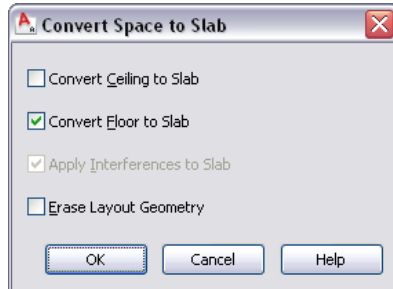 Convert Space to Slab
Convert Ceiling to Slab
Convert Floor to Slab
Apply Interferences to Slab
Erase Layout Geometry
OK Cancel Help